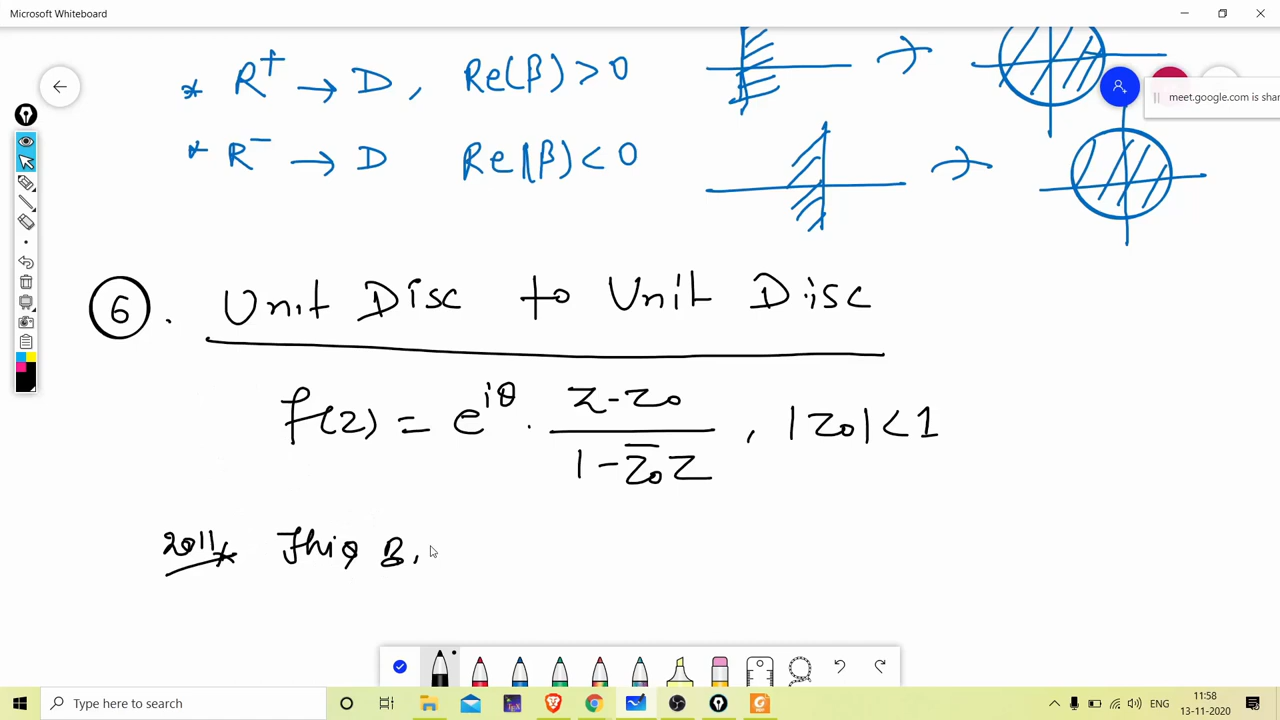 Microsoft Whiteboard
* R⁺ → D, Re(β) > 0
meet.google.com is shar
* R⁻ → D Re(β) < 0
⑥. Unit Disc to Unit Disc
f(z) = e^{iθ} · (z - z₀)/(1 - z̄₀z), |z₀| < 1
2011* This B,
Type here to search
ENG
11:58
13-11-2020